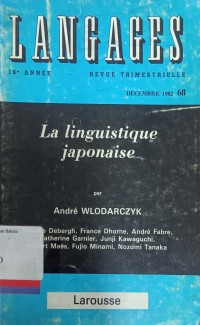 LANGAGES
16e ANNÉE REVUE TRIMESTRIELLE
DÉCEMBRE 1982 68
La linguistique
japonaise
par
André WLODARCZYK
Debergh, France Dhorne, André Fabre,
Catherine Garnier, Junji Kawaguchi,
Maës, Fujio Minami, Nozomi Tanaka
Larousse